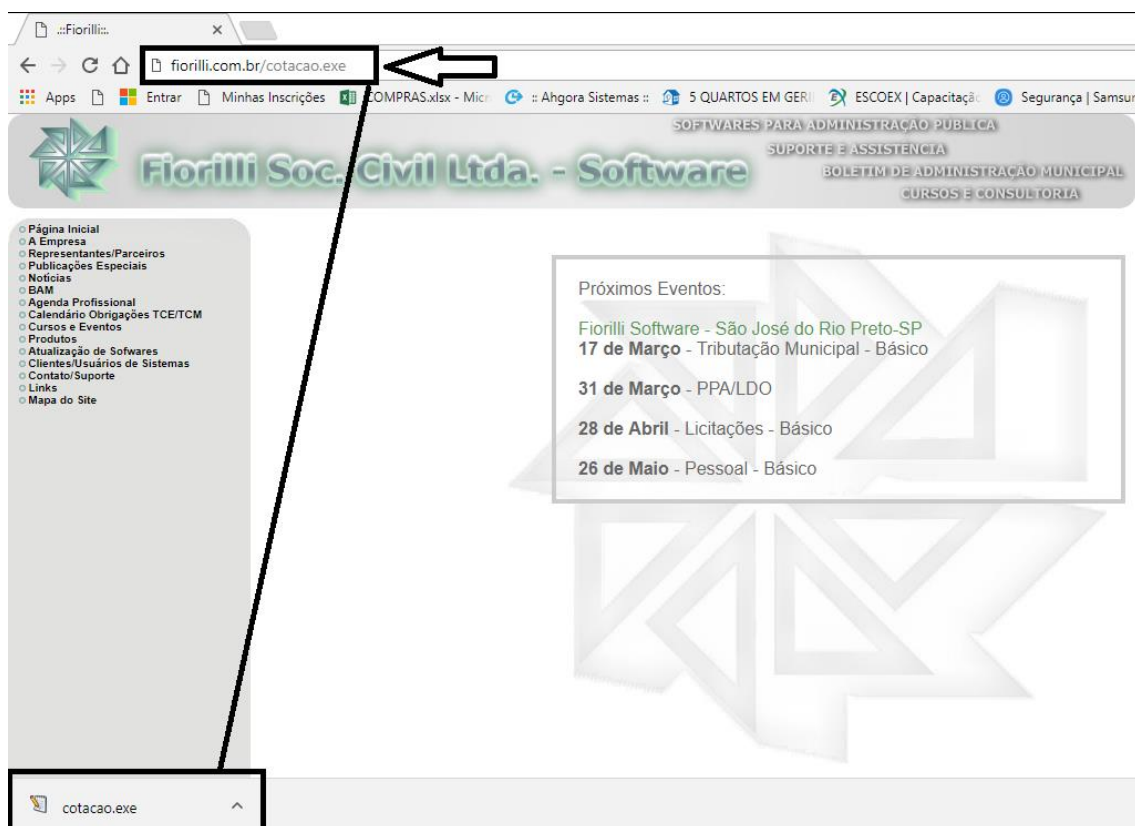 .::Fiorilli::.
fiorilli.com.br/cotacao.exe
Apps Entrar Minhas Inscrições COMPRAS.xlsx - Micr :: Ahgora Sistemas :: 5 QUARTOS EM GERI ESCOEX | Capacitaçã Segurança | Samsur
SOFTWARES PARA ADMINISTRAÇÃO PUBLICA
SUPORTE E ASSISTENCIA
Fiorilli Soc. Civil Ltda. - Software
BOLETIM DE ADMINISTRAÇÃO MUNICIPAL
CURSOS E CONSULTORIA
Página Inicial
A Empresa
Representantes/Parceiros
Publicações Especiais
Notícias
BAM
Agenda Profissional
Calendário Obrigações TCE/TCM
Cursos e Eventos
Produtos
Atualização de Sofwares
Clientes/Usuários de Sistemas
Contato/Suporte
Links
Mapa do Site
Próximos Eventos:
Fiorilli Software - São José do Rio Preto-SP
17 de Março - Tributação Municipal - Básico
31 de Março - PPA/LDO
28 de Abril - Licitações - Básico
26 de Maio - Pessoal - Básico
cotacao.exe